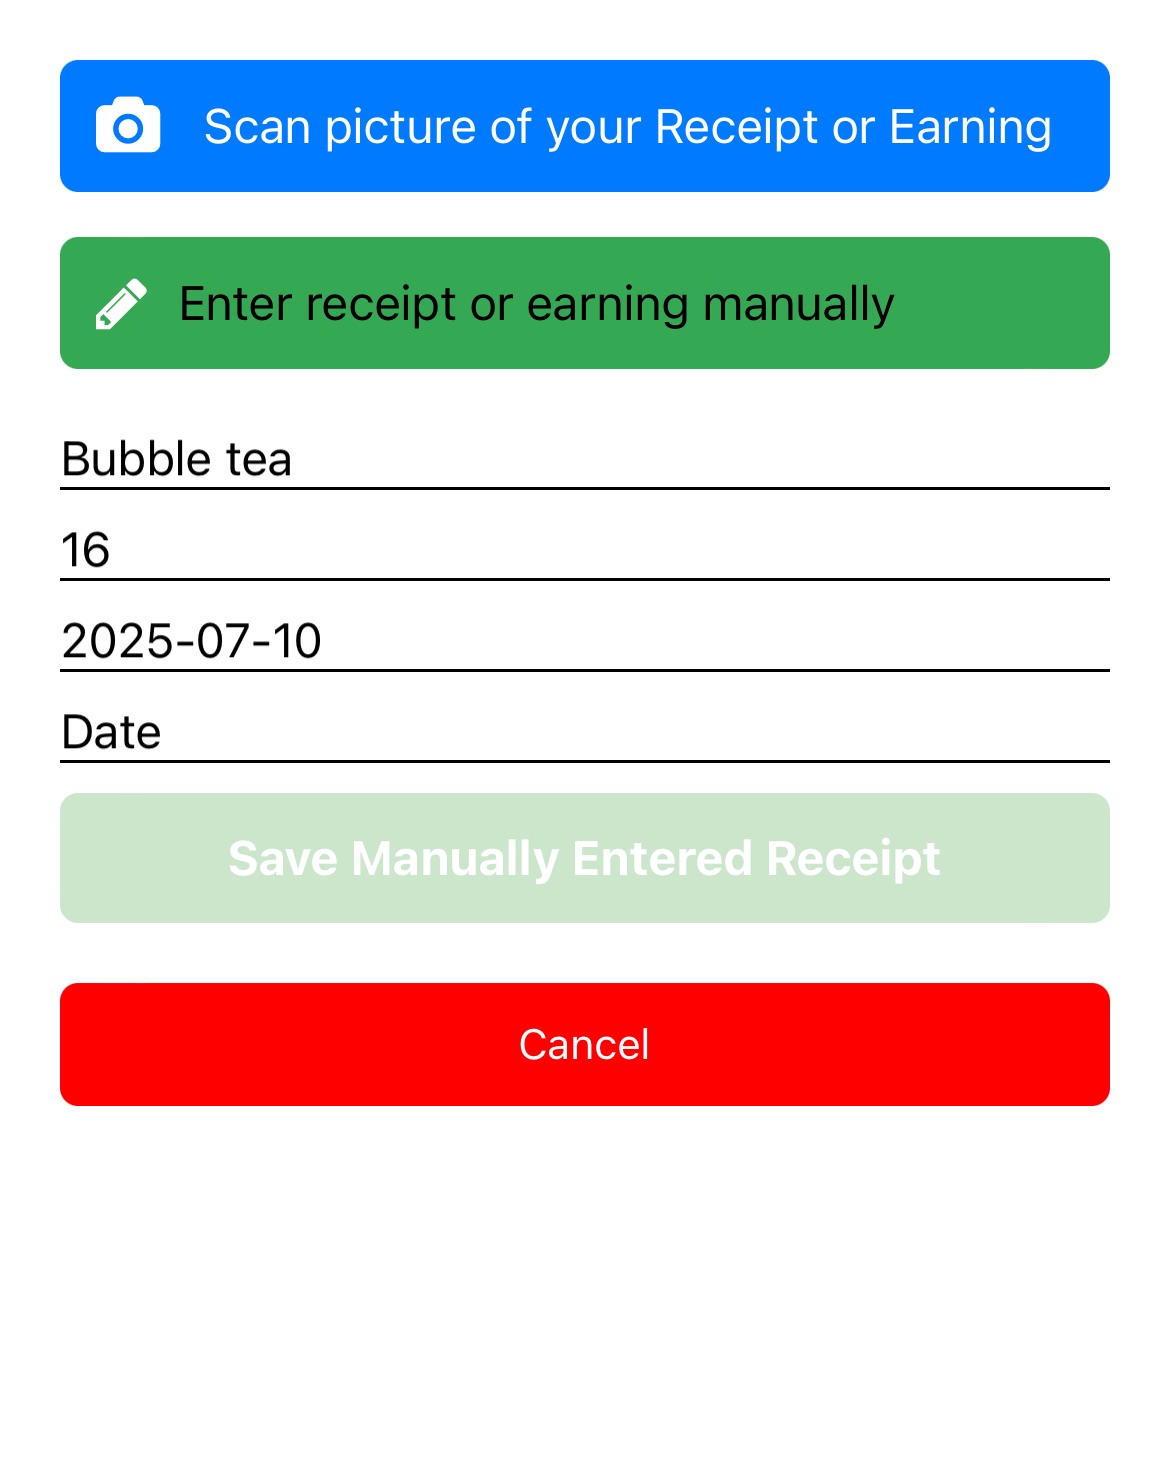 Scan picture of your Receipt or Earning
Enter receipt or earning manually
Bubble tea
16
2025-07-10
Date
Save Manually Entered Receipt
Cancel